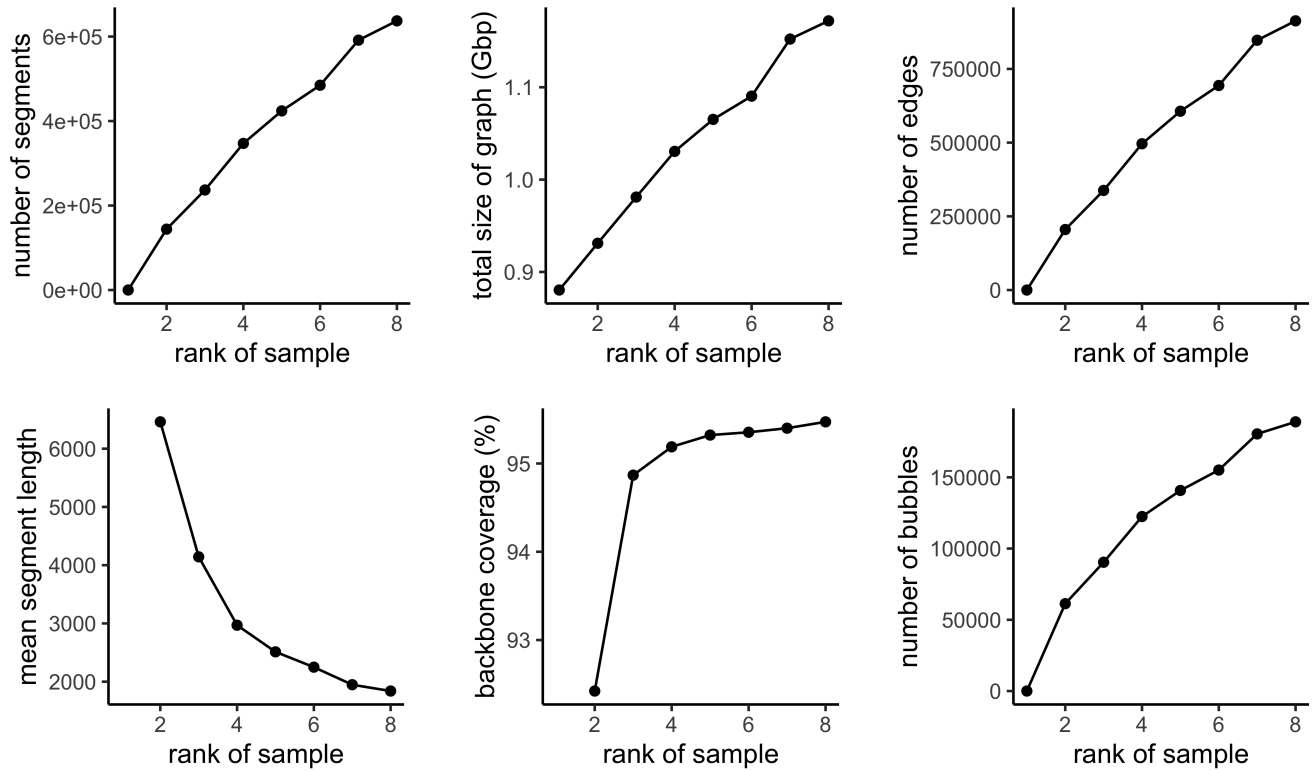 number of segments
6e+05
4e+05
2e+05
0e+00
2 4 6 8
rank of sample
total size of graph (Gbp)
1.1
1.0
0.9
2 4 6 8
rank of sample
number of edges
750000
500000
250000
0
2 4 6 8
rank of sample
mean segment length
6000
5000
4000
3000
2000
2 4 6 8
rank of sample
backbone coverage (%)
95
94
93
2 4 6 8
rank of sample
number of bubbles
150000
100000
50000
0
2 4 6 8
rank of sample